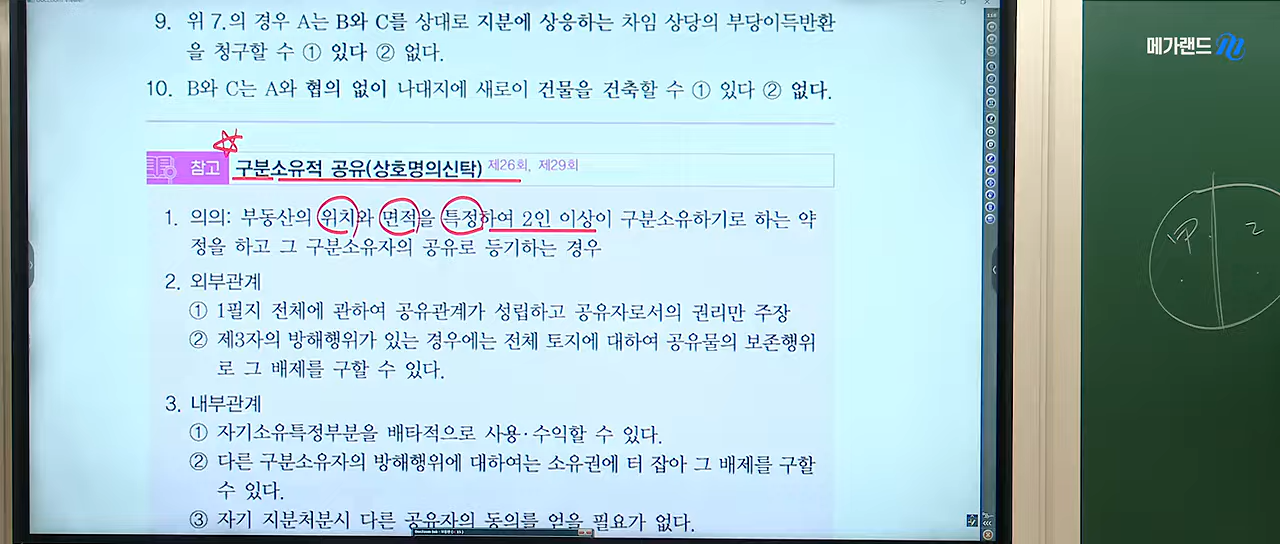 9. 위 7.의 경우 A는 B와 C를 상대로 지분에 상응하는 차임 상당의 부당이득반환
을 청구할 수 ① 있다 ② 없다.
10. B와 C는 A와 협의 없이 나대지에 새로이 건물을 건축할 수 ① 있다 ② 없다.
메가랜드
참고 구분소유적 공유(상호명의신탁) 제26회, 제29회
1. 의의: 부동산의 위치와 면적을 특정하여 2인 이상이 구분소유하기로 하는 약
정을 하고 그 구분소유자의 공유로 등기하는 경우
2. 외부관계
① 1필지 전체에 관하여 공유관계가 성립하고 공유자로서의 권리만 주장
② 제3자의 방해행위가 있는 경우에는 전체 토지에 대하여 공유물의 보존행위
로 그 배제를 구할 수 있다.
3. 내부관계
① 자기소유특정부분을 배타적으로 사용·수익할 수 있다.
② 다른 구분소유자의 방해행위에 대하여는 소유권에 터 잡아 그 배제를 구할
수 있다.
③ 자기 지분처분시 다른 공유자의 동의를 얻을 필요가 없다.
甲 乙